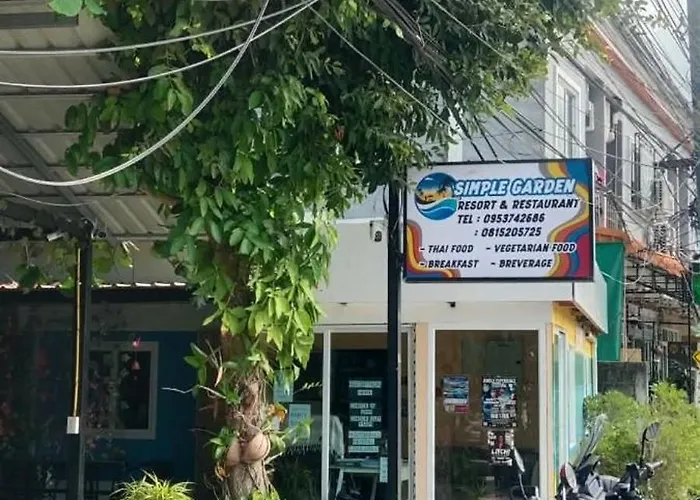 SIMPLE GARDEN
RESORT & RESTAURANT
TEL : 0953742686
: 0815205725
- THAI FOOD - VEGETARIAN FOOD
- BREAKFAST - BREVERAGE